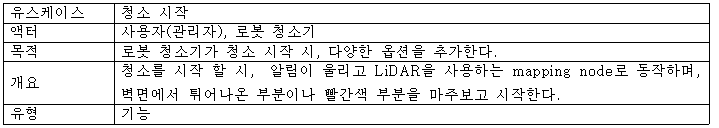 유스케이스 청소 시작
액터 사용자(관리자), 로봇 청소기
목적 로봇 청소기가 청소 시작 시, 다양한 옵션을 추가한다.
개요 청소를 시작 할 시, 알림이 울리고 LiDAR을 사용하는 mapping node로 동작하며,
벽면에서 튀어나온 부분이나 빨간색 부분을 마주보고 시작한다.
유형 기능